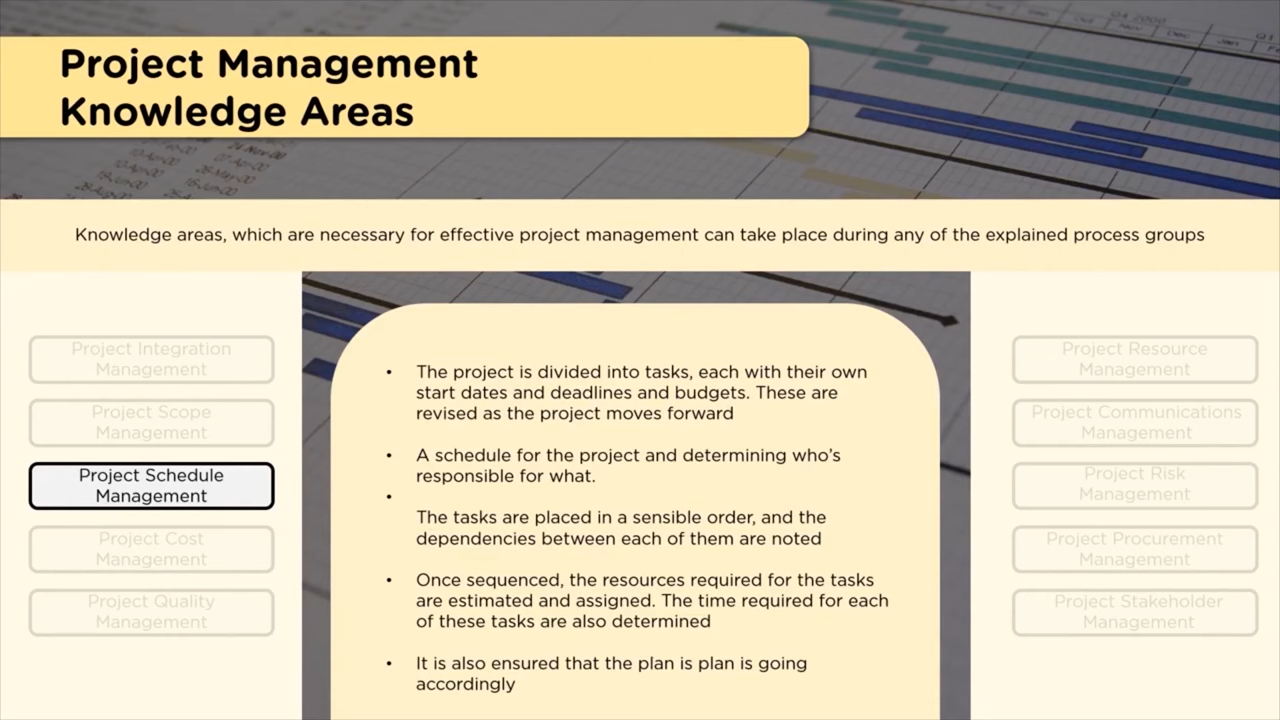 Project Management
Knowledge Areas
Knowledge areas, which are necessary for effective project management can take place during any of the explained process groups
Project Integration
Management
Project Scope
Management
Project Schedule
Management
Project Cost
Management
Project Quality
Management
• The project is divided into tasks, each with their own
start dates and deadlines and budgets. These are
revised as the project moves forward
• A schedule for the project and determining who's
responsible for what.
•
The tasks are placed in a sensible order, and the
dependencies between each of them are noted
• Once sequenced, the resources required for the tasks
are estimated and assigned. The time required for each
of these tasks are also determined
• It is also ensured that the plan is plan is going
accordingly
Project Resource
Management
Project Communications
Management
Project Risk
Management
Project Procurement
Management
Project Stakeholder
Management